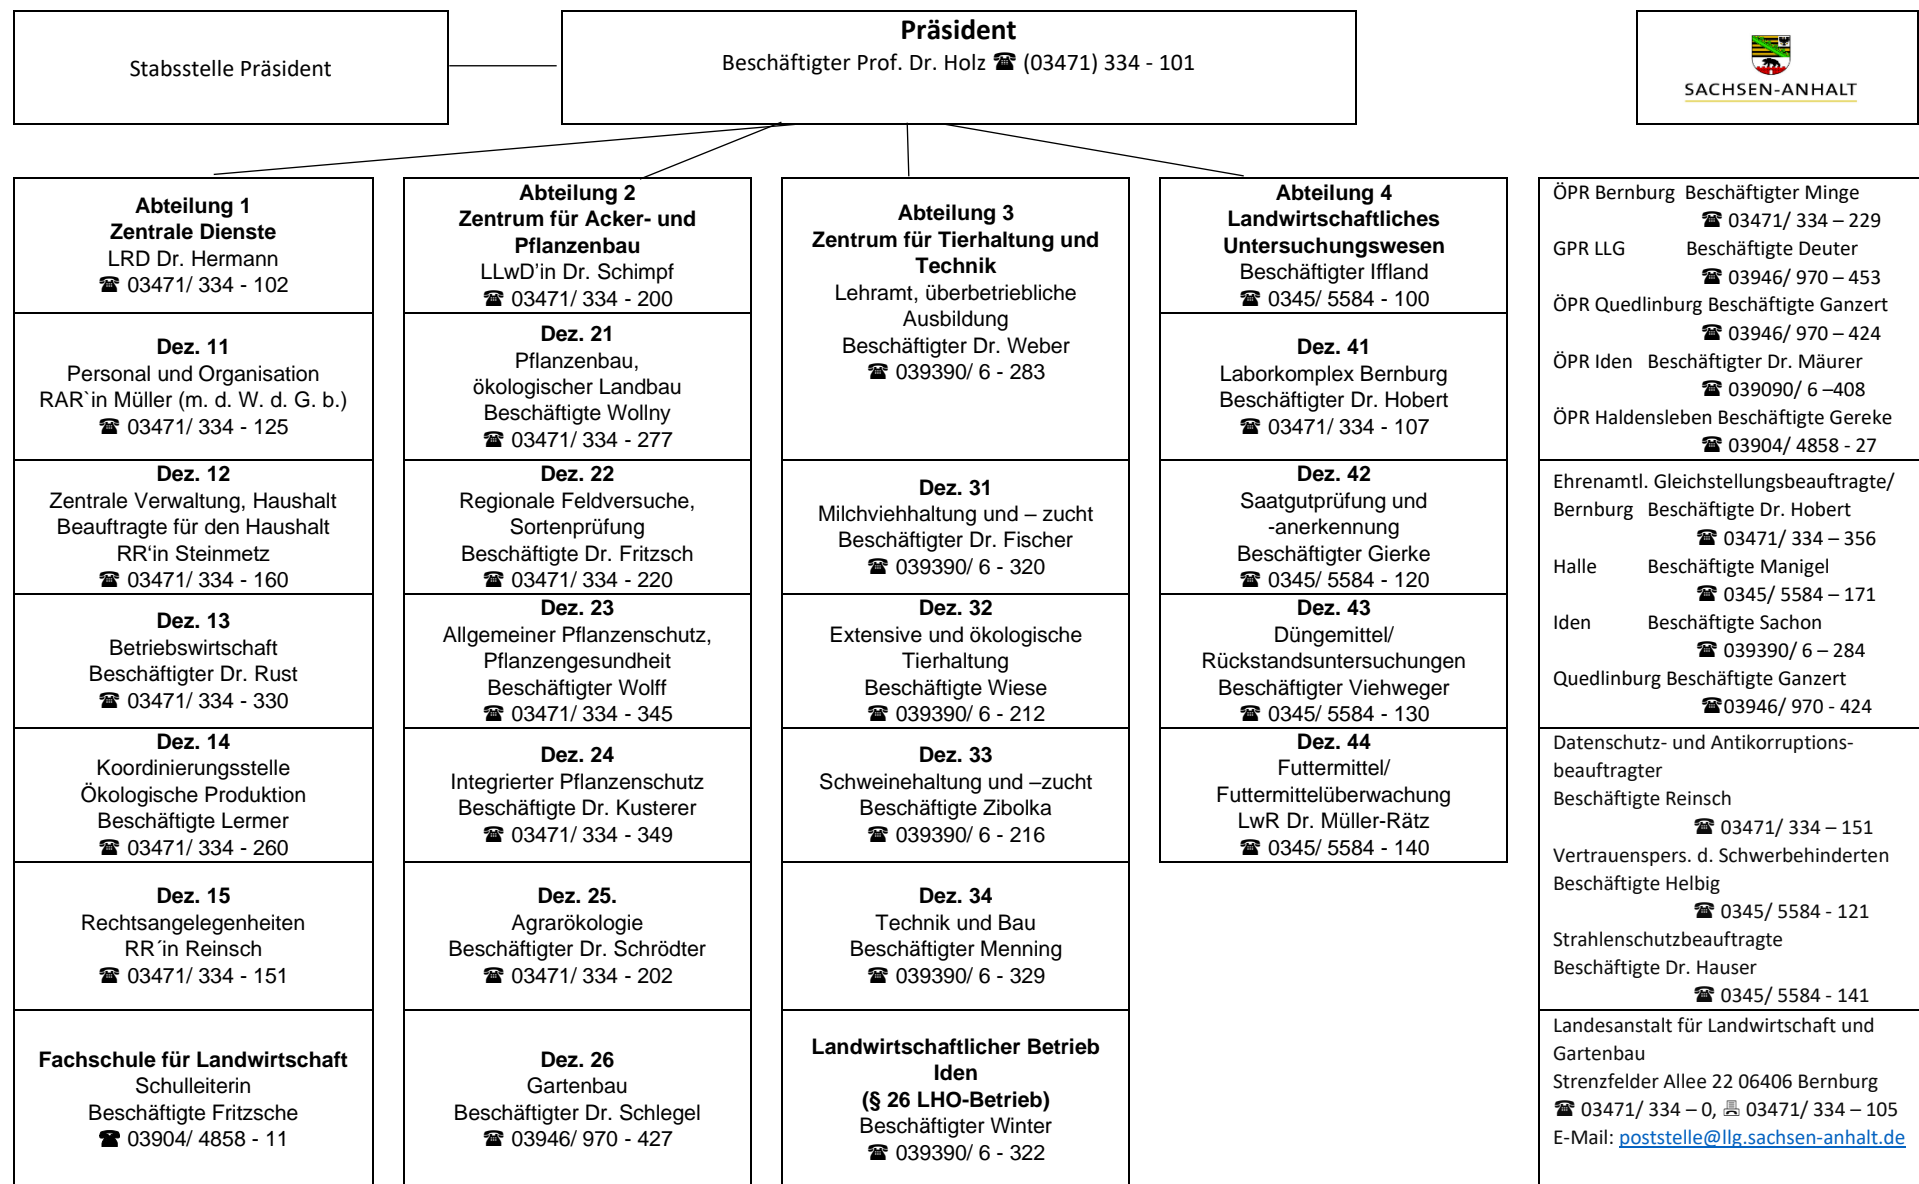 Stabsstelle Präsident
Präsident
Beschäftigter Prof. Dr. Holz ☎ (03471) 334 - 101
SACHSEN-ANHALT
Abteilung 1
Zentrale Dienste
LRD Dr. Hermann
☎ 03471/ 334 - 102
Dez. 11
Personal und Organisation
RAR`in Müller (m. d. W. d. G. b.)
☎ 03471/ 334 - 125
Dez. 12
Zentrale Verwaltung, Haushalt
Beauftragte für den Haushalt
RR‘in Steinmetz
☎ 03471/ 334 - 160
Dez. 13
Betriebswirtschaft
Beschäftigter Dr. Rust
☎ 03471/ 334 - 330
Dez. 14
Koordinierungsstelle
Ökologische Produktion
Beschäftigte Lermer
☎ 03471/ 334 - 260
Dez. 15
Rechtsangelegenheiten
RR´in Reinsch
☎ 03471/ 334 - 151
Fachschule für Landwirtschaft
Schulleiterin
Beschäftigte Fritzsche
☎ 03904/ 4858 - 11
Abteilung 2
Zentrum für Acker- und
Pflanzenbau
LLwD’in Dr. Schimpf
☎ 03471/ 334 - 200
Dez. 21
Pflanzenbau,
ökologischer Landbau
Beschäftigte Wollny
☎ 03471/ 334 - 277
Dez. 22
Regionale Feldversuche,
Sortenprüfung
Beschäftigte Dr. Fritzsch
☎ 03471/ 334 - 220
Dez. 23
Allgemeiner Pflanzenschutz,
Pflanzengesundheit
Beschäftigter Wolff
☎ 03471/ 334 - 345
Dez. 24
Integrierter Pflanzenschutz
Beschäftigte Dr. Kusterer
☎ 03471/ 334 - 349
Dez. 25.
Agrarökologie
Beschäftigter Dr. Schrödter
☎ 03471/ 334 - 202
Dez. 26
Gartenbau
Beschäftigter Dr. Schlegel
☎ 03946/ 970 - 427
Abteilung 3
Zentrum für Tierhaltung und
Technik
Lehramt, überbetriebliche
Ausbildung
Beschäftigter Dr. Weber
☎ 039390/ 6 - 283
Dez. 31
Milchviehhaltung und – zucht
Beschäftigter Dr. Fischer
☎ 039390/ 6 - 320
Dez. 32
Extensive und ökologische
Tierhaltung
Beschäftigte Wiese
☎ 039390/ 6 - 212
Dez. 33
Schweinehaltung und –zucht
Beschäftigte Zibolka
☎ 039390/ 6 - 216
Dez. 34
Technik und Bau
Beschäftigter Menning
☎ 039390/ 6 - 329
Landwirtschaftlicher Betrieb
Iden
(§ 26 LHO-Betrieb)
Beschäftigter Winter
☎ 039390/ 6 - 322
Abteilung 4
Landwirtschaftliches
Untersuchungswesen
Beschäftigter Iffland
☎ 0345/ 5584 - 100
Dez. 41
Laborkomplex Bernburg
Beschäftigter Dr. Hobert
☎ 03471/ 334 - 107
Dez. 42
Saatgutprüfung und
-anerkennung
Beschäftigter Gierke
☎ 0345/ 5584 - 120
Dez. 43
Düngemittel/
Rückstandsuntersuchungen
Beschäftigter Viehweger
☎ 0345/ 5584 - 130
Dez. 44
Futtermittel/
Futtermittelüberwachung
LwR Dr. Müller-Rätz
☎ 0345/ 5584 - 140
ÖPR Bernburg Beschäftigter Minge
☎ 03471/ 334 – 229
GPR LLG Beschäftigte Deuter
☎ 03946/ 970 – 453
ÖPR Quedlinburg Beschäftigte Ganzert
☎ 03946/ 970 – 424
ÖPR Iden Beschäftigter Dr. Mäurer
☎ 039090/ 6 –408
ÖPR Haldensleben Beschäftigte Gereke
☎ 03904/ 4858 - 27
Ehrenamtl. Gleichstellungsbeauftragte/
Bernburg Beschäftigte Dr. Hobert
☎ 03471/ 334 – 356
Halle Beschäftigte Manigel
☎ 0345/ 5584 – 171
Iden Beschäftigte Sachon
☎ 039390/ 6 – 284
Quedlinburg Beschäftigte Ganzert
☎03946/ 970 - 424
Datenschutz- und Antikorruptions-
beauftragter
Beschäftigte Reinsch
☎ 03471/ 334 – 151
Vertrauenspers. d. Schwerbehinderten
Beschäftigte Helbig
☎ 0345/ 5584 - 121
Strahlenschutzbeauftragte
Beschäftigte Dr. Hauser
☎ 0345/ 5584 - 141
Landesanstalt für Landwirtschaft und
Gartenbau
Strenzfelder Allee 22 06406 Bernburg
☎ 03471/ 334 – 0, 🖷 03471/ 334 – 105
E-Mail: poststelle@llg.sachsen-anhalt.de